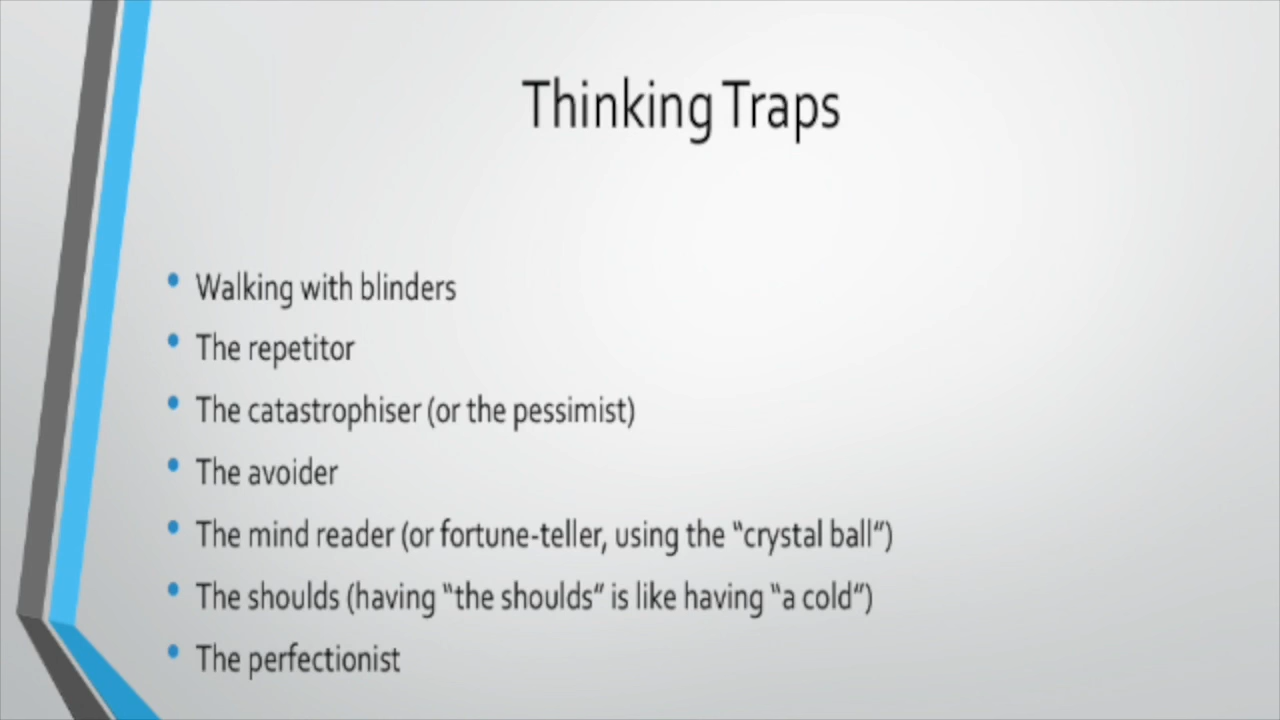 Thinking Traps
• Walking with blinders
• The repetitor
• The catastrophiser (or the pessimist)
• The avoider
• The mind reader (or fortune-teller, using the “crystal ball”)
• The shoulds (having “the shoulds” is like having “a cold”)
• The perfectionist